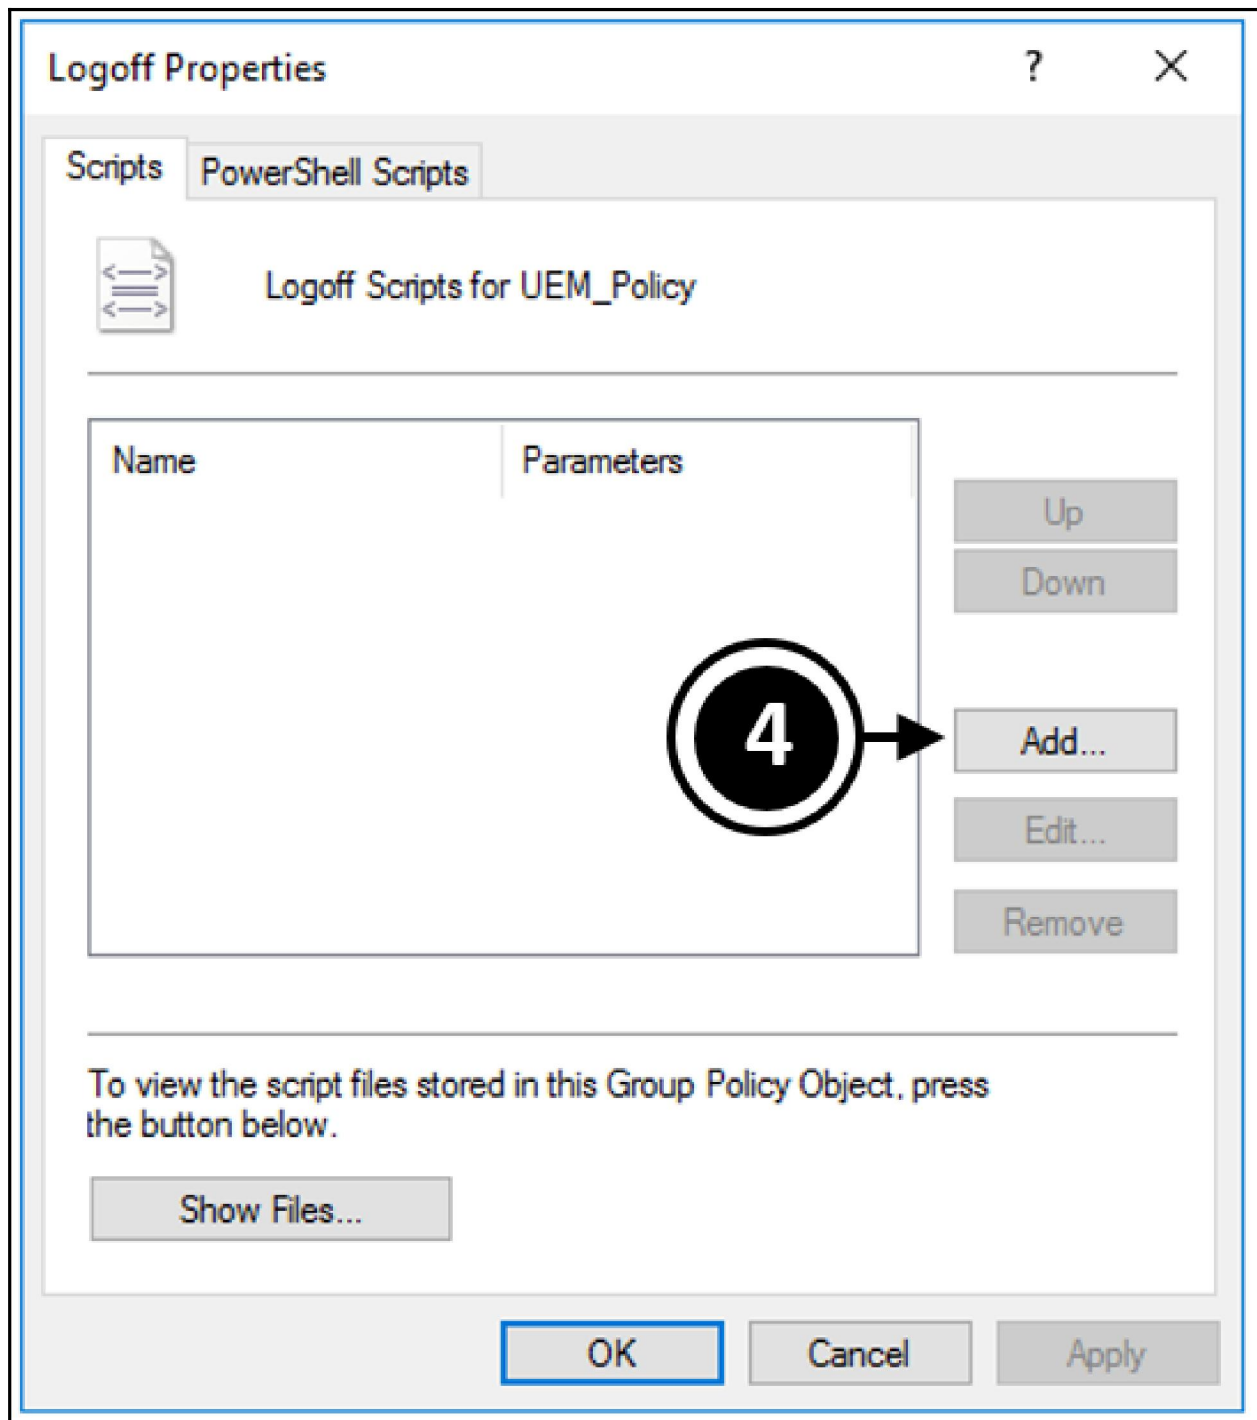 Logoff Properties
?
Scripts
PowerShell Scripts
<—>
<—>
Logoff Scripts for UEM_Policy
Name
Parameters
Up
Down
4
Add...
Edit...
Remove
To view the script files stored in this Group Policy Object, press
the button below.
Show Files...
OK
Cancel
Apply